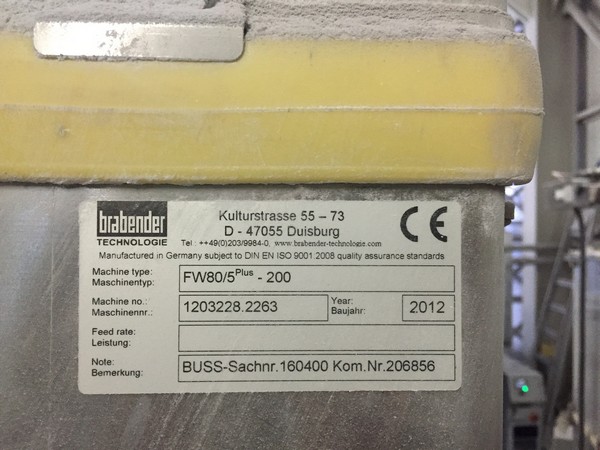 brabender
TECHNOLOGIE
Kulturstrasse 55 – 73
D - 47055 Duisburg
Tel : ++49(0)203/9984-0, www.brabender-technologie.com
CE
Manufactured in Germany subject to DIN EN ISO 9001:2008 quality assurance standards
Machine type: FW80/5Plus - 200
Maschinentyp:
Machine no.: 1203228.2263 Year: 2012
Maschinennr.: Baujahr:
Feed rate:
Leistung:
Note: BUSS-Sachnr.160400 Kom.Nr.206856
Bemerkung: